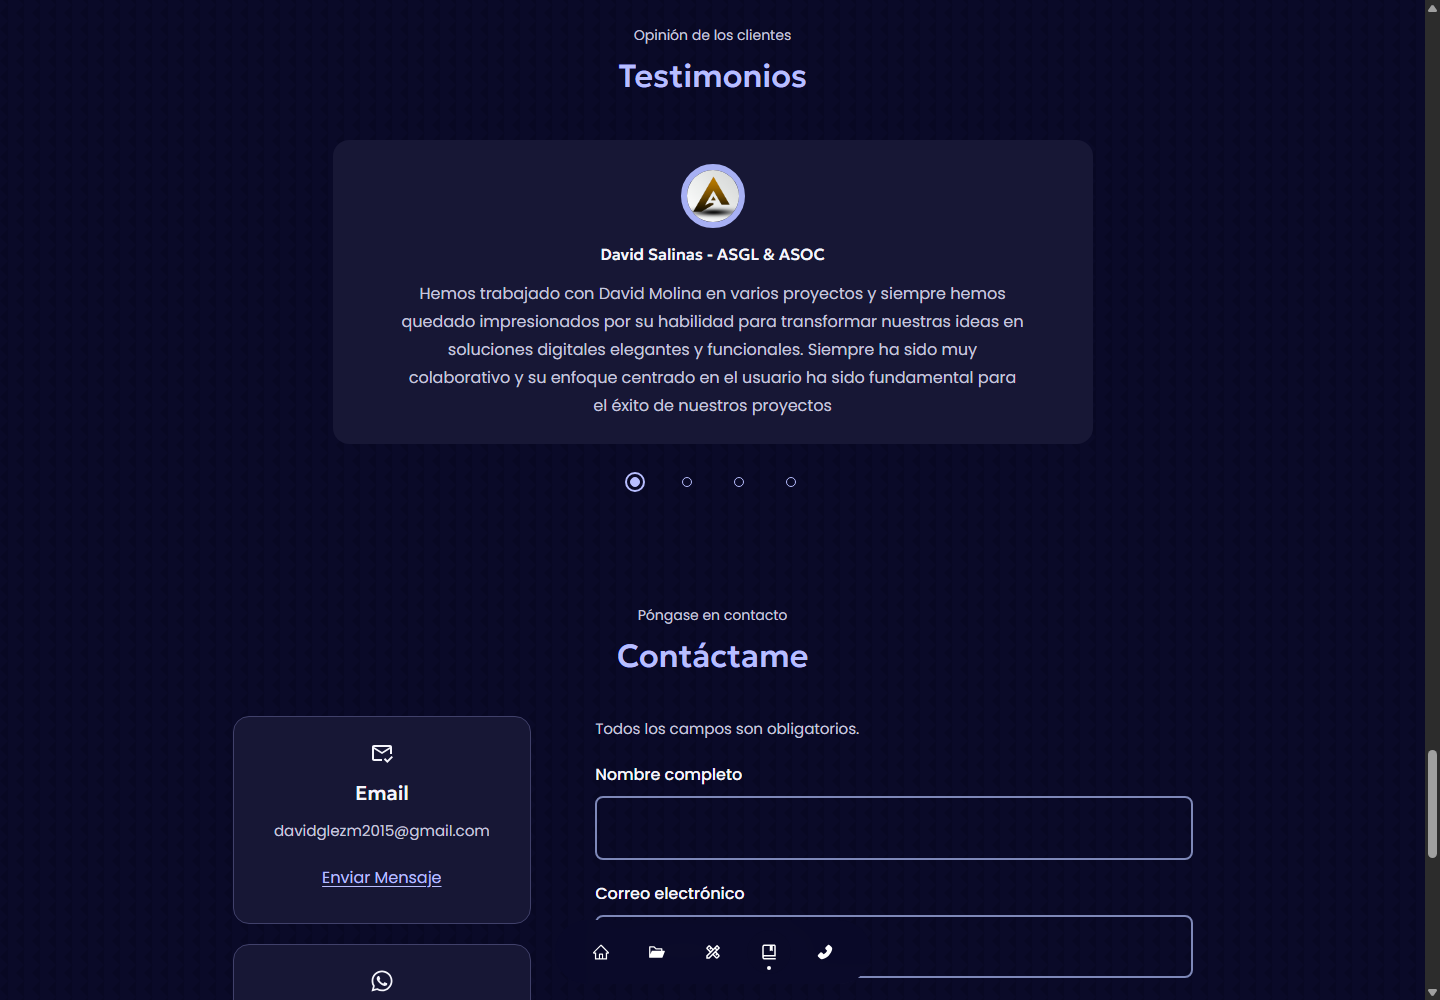 Opinión de los clientes
Testimonios
David Salinas - ASGL & ASOC
Hemos trabajado con David Molina en varios proyectos y siempre hemos
quedado impresionados por su habilidad para transformar nuestras ideas en
soluciones digitales elegantes y funcionales. Siempre ha sido muy
colaborativo y su enfoque centrado en el usuario ha sido fundamental para
el éxito de nuestros proyectos
Póngase en contacto
Contáctame
Email
davidglezm2015@gmail.com
Enviar Mensaje
Todos los campos son obligatorios.
Nombre completo
Correo electrónico